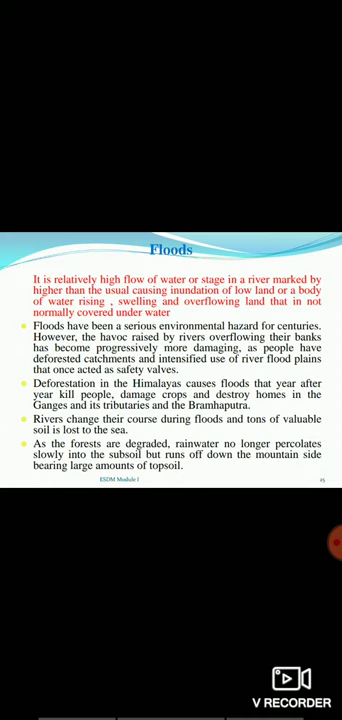 Floods
It is relatively high flow of water or stage in a river marked by
higher than the usual causing inundation of low land or a body
of water rising , swelling and overflowing land that in not
normally covered under water
Floods have been a serious environmental hazard for centuries.
However, the havoc raised by rivers overflowing their banks
has become progressively more damaging, as people have
deforested catchments and intensified use of river flood plains
that once acted as safety valves.
Deforestation in the Himalayas causes floods that year after
year kill people, damage crops and destroy homes in the
Ganges and its tributaries and the Bramhaputra.
Rivers change their course during floods and tons of valuable
soil is lost to the sea.
As the forests are degraded, rainwater no longer percolates
slowly into the subsoil but runs off down the mountain side
bearing large amounts of topsoil.
ESDM Module I
25
V RECORDER